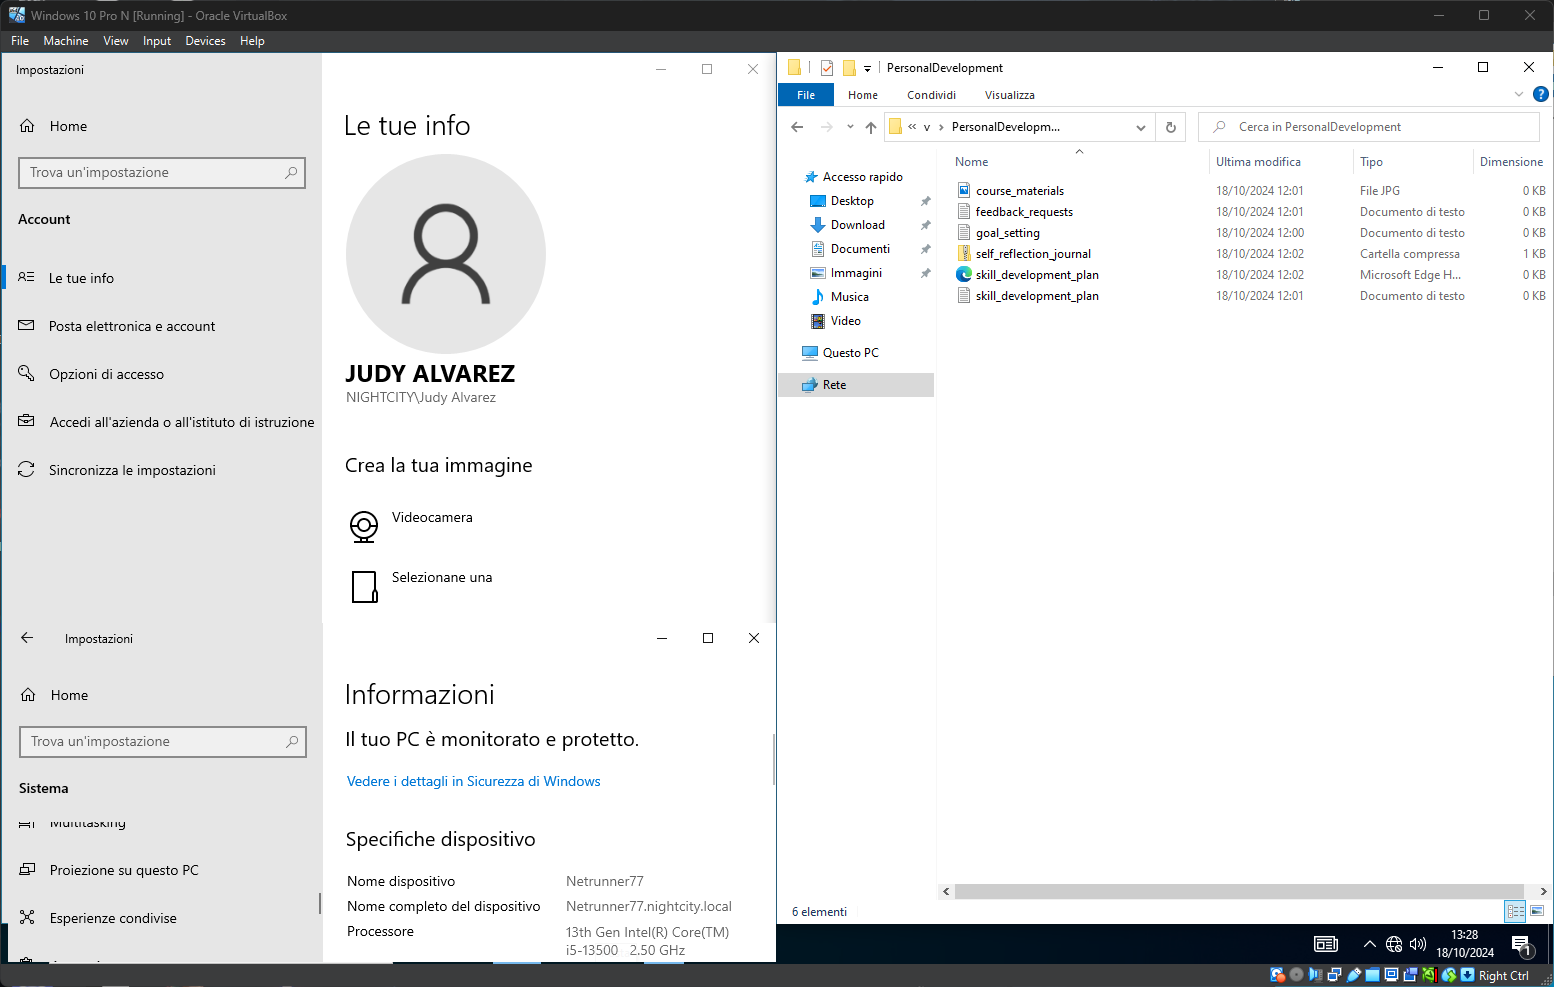 Windows 10 Pro N [Running] - Oracle VirtualBox
File Machine View Input Devices Help
Impostazioni
Home
Trova un'impostazione
Account
Le tue info
Posta elettronica e account
Opzioni di accesso
Accedi all'azienda o all'istituto di istruzione
Sincronizza le impostazioni
Le tue info
JUDY ALVAREZ
NIGHTCITY\Judy Alvarez
Crea la tua immagine
Videocamera
Selezionane una
Impostazioni
Home
Trova un'impostazione
Sistema
Multitasking
Proiezione su questo PC
Esperienze condivise
Informazioni
Il tuo PC è monitorato e protetto.
Vedere i dettagli in Sicurezza di Windows
Specifiche dispositivo
Nome dispositivo Netrunner77
Nome completo del dispositivo Netrunner77.nightcity.local
Processore 13th Gen Intel(R) Core(TM)
i5-13500 2.50 GHz
PersonalDevelopment
File Home Condividi Visualizza
« v › PersonalDevelopm...
Cerca in PersonalDevelopment
Accesso rapido
Desktop
Download
Documenti
Immagini
Musica
Video
Questo PC
Rete
Nome Ultima modifica Tipo Dimensione
course_materials 18/10/2024 12:01 File JPG 0 KB
feedback_requests 18/10/2024 12:01 Documento di testo 0 KB
goal_setting 18/10/2024 12:00 Documento di testo 0 KB
self_reflection_journal 18/10/2024 12:02 Cartella compressa 1 KB
skill_development_plan 18/10/2024 12:02 Microsoft Edge H... 0 KB
skill_development_plan 18/10/2024 12:01 Documento di testo 0 KB
6 elementi
13:28
18/10/2024
1
Right Ctrl